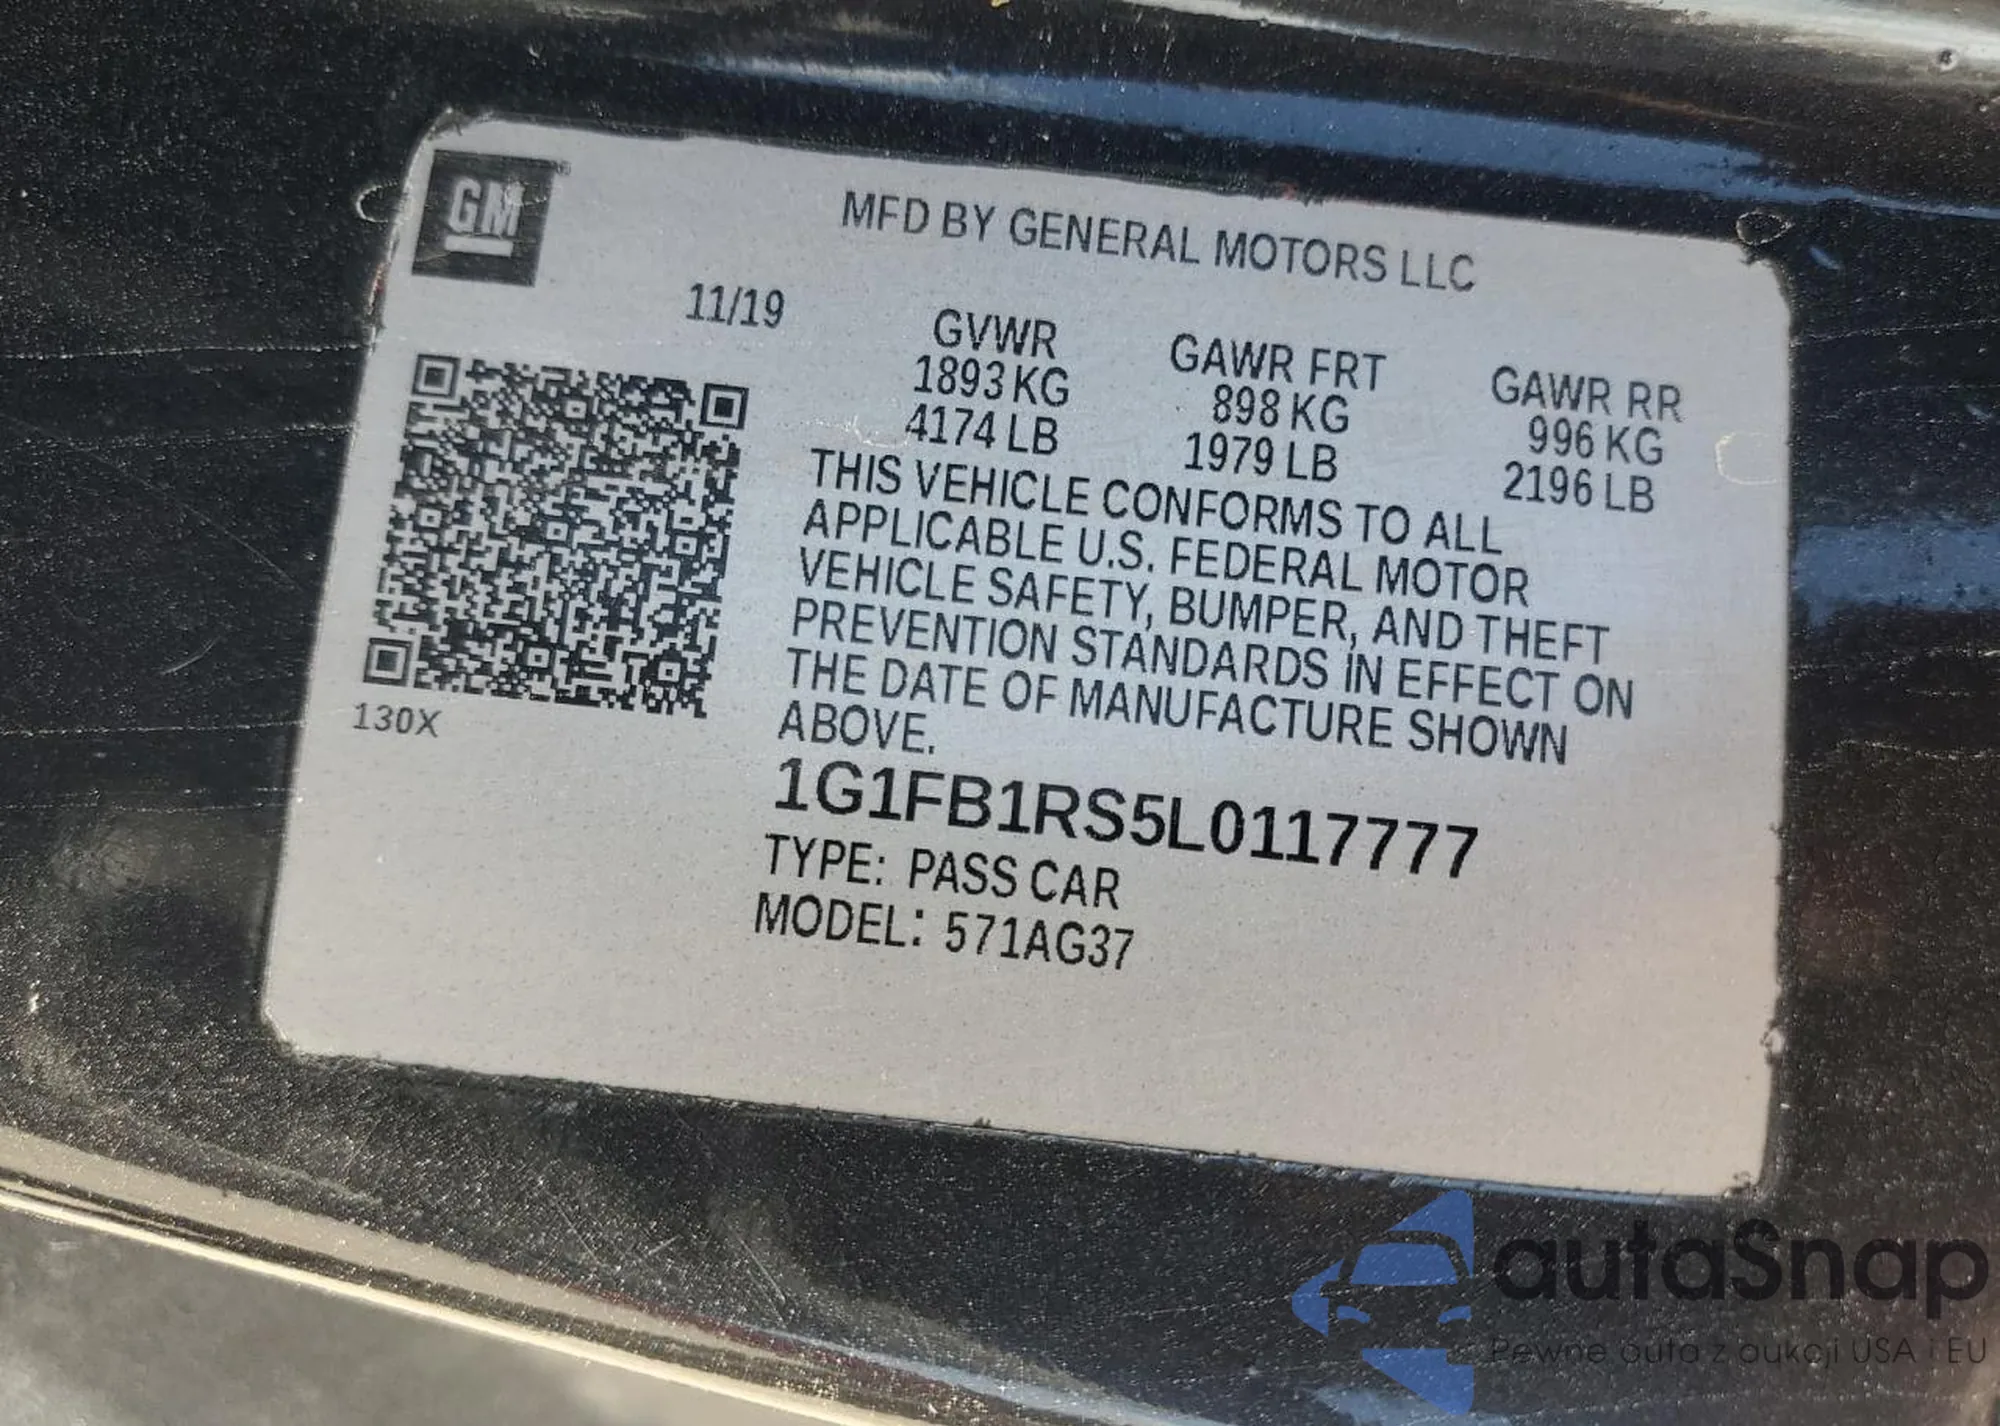 GM
MFD BY GENERAL MOTORS LLC
11/19
GVWR GAWR FRT GAWR RR
1893 KG 898 KG 996 KG
4174 LB 1979 LB 2196 LB
THIS VEHICLE CONFORMS TO ALL
APPLICABLE U.S. FEDERAL MOTOR
VEHICLE SAFETY, BUMPER, AND THEFT
PREVENTION STANDARDS IN EFFECT ON
THE DATE OF MANUFACTURE SHOWN
ABOVE.
130X
1G1FB1RS5L0117777
TYPE: PASS CAR
MODEL: 571AG37
autaSnap
Pewne auta z aukcji USA i EU